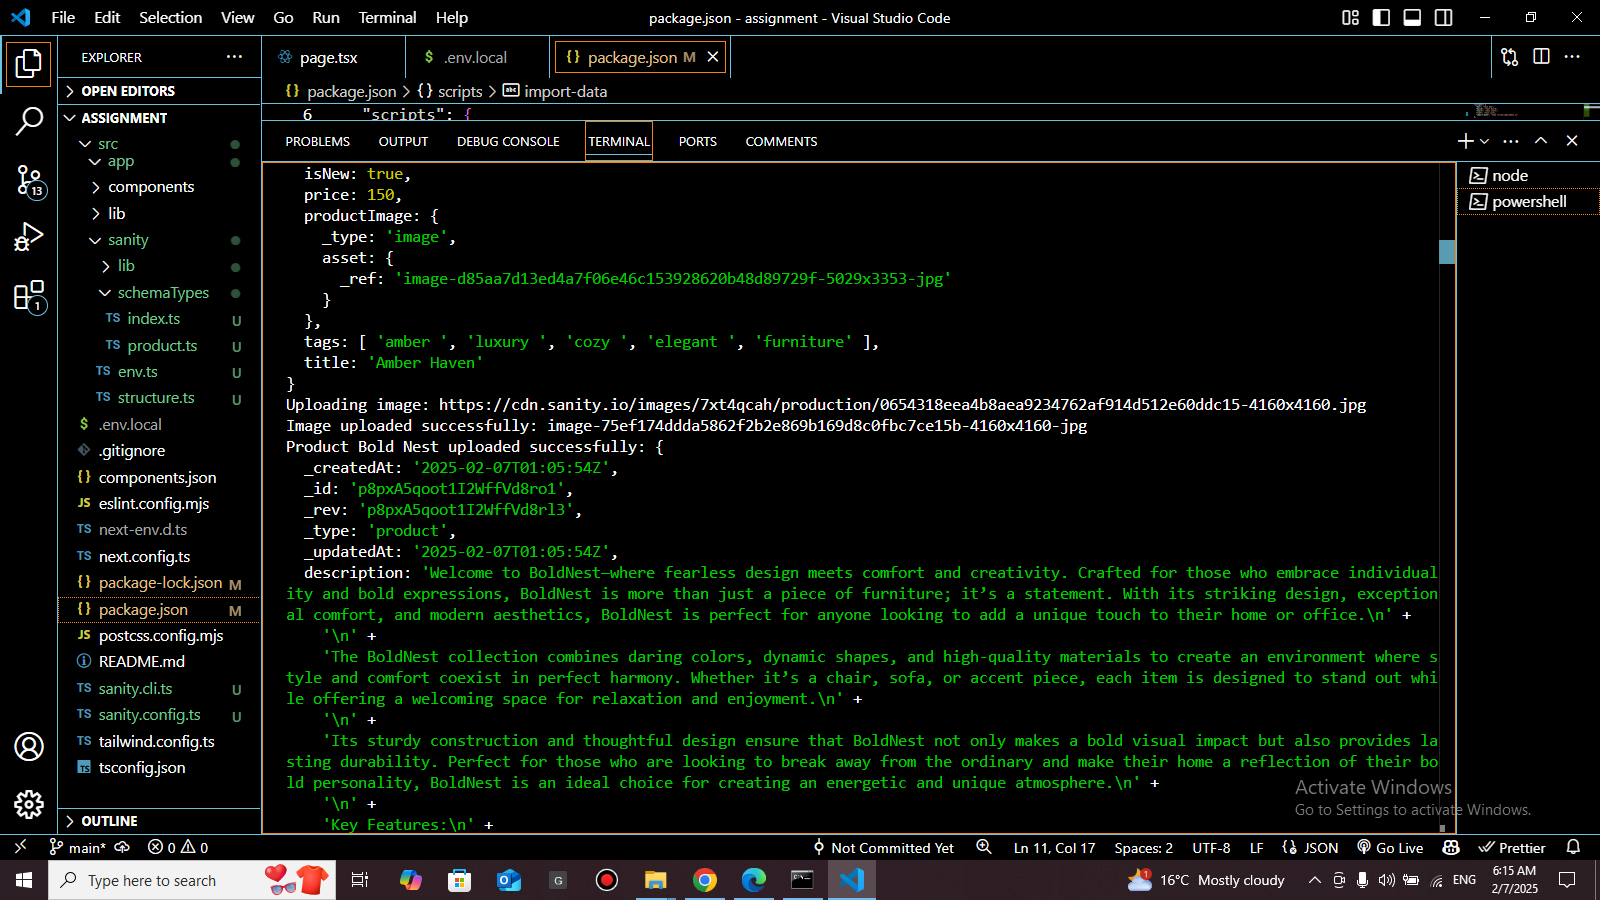 File Edit Selection View Go Run Terminal Help
package.json - assignment - Visual Studio Code
EXPLORER
page.tsx
$ .env.local
{} package.json M
OPEN EDITORS
{} package.json > {} scripts > import-data
ASSIGNMENT
6 "scripts": {
src
app
components
lib
sanity
lib
schemaTypes
TS index.ts U
TS product.ts U
TS env.ts U
TS structure.ts U
$ .env.local
.gitignore
{} components.json
JS eslint.config.mjs
TS next-env.d.ts
TS next.config.ts
{} package-lock.json M
{} package.json M
JS postcss.config.mjs
README.md
TS sanity.cli.ts U
TS sanity.config.ts U
TS tailwind.config.ts
TS tsconfig.json
OUTLINE
13
1
PROBLEMS OUTPUT DEBUG CONSOLE TERMINAL PORTS COMMENTS
node
powershell
isNew: true,
price: 150,
productImage: {
_type: 'image',
asset: {
_ref: 'image-d85aa7d13ed4a7f06e46c153928620b48d89729f-5029x3353-jpg'
}
},
tags: [ 'amber ', 'luxury ', 'cozy ', 'elegant ', 'furniture' ],
title: 'Amber Haven'
}
Uploading image: https://cdn.sanity.io/images/7xt4qcah/production/0654318eea4b8aea9234762af914d512e60ddc15-4160x4160.jpg
Image uploaded successfully: image-75ef174ddda5862f2b2e869b169d8c0fbc7ce15b-4160x4160-jpg
Product Bold Nest uploaded successfully: {
_createdAt: '2025-02-07T01:05:54Z',
_id: 'p8pxA5qoot1I2WffVd8ro1',
_rev: 'p8pxA5qoot1I2WffVd8rl3',
_type: 'product',
_updatedAt: '2025-02-07T01:05:54Z',
description: 'Welcome to BoldNest—where fearless design meets comfort and creativity. Crafted for those who embrace individual
ity and bold expressions, BoldNest is more than just a piece of furniture; it’s a statement. With its striking design, exception
al comfort, and modern aesthetics, BoldNest is perfect for anyone looking to add a unique touch to their home or office.\n' +
'\n' +
'The BoldNest collection combines daring colors, dynamic shapes, and high-quality materials to create an environment where s
tyle and comfort coexist in perfect harmony. Whether it’s a chair, sofa, or accent piece, each item is designed to stand out whi
le offering a welcoming space for relaxation and enjoyment.\n' +
'\n' +
'Its sturdy construction and thoughtful design ensure that BoldNest not only makes a bold visual impact but also provides la
sting durability. Perfect for those who are looking to break away from the ordinary and make their home a reflection of their bo
ld personality, BoldNest is an ideal choice for creating an energetic and unique atmosphere.\n' +
'\n' +
'Key Features:\n' +
Activate Windows
Go to Settings to activate Windows.
main* 0 0 Not Committed Yet Ln 11, Col 17 Spaces: 2 UTF-8 LF {} JSON Go Live Prettier
Type here to search
G
1
16°C Mostly cloudy
ENG
6:15 AM
2/7/2025